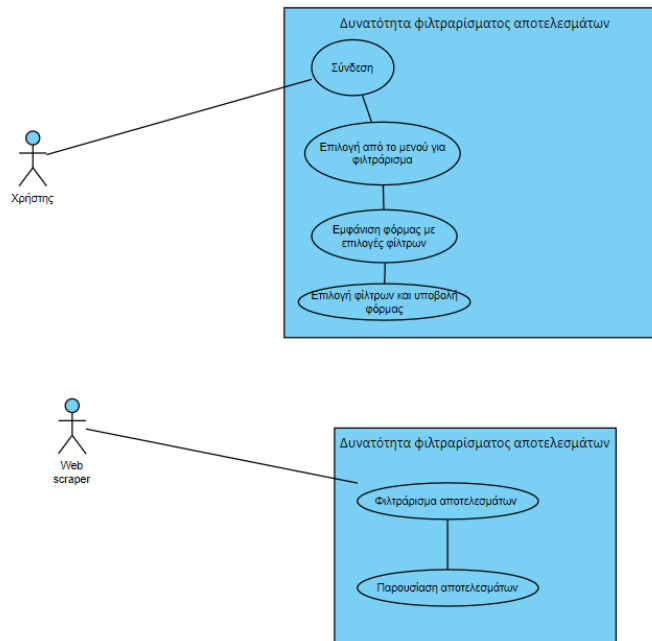 Δυνατότητα φιλτραρίσματος αποτελεσμάτων
Σύνδεση
Επιλογή από το μενού για
φιλτράρισμα
Χρήστης
Εμφάνιση φόρμας με
επιλογές φίλτρων
Επιλογή φίλτρων και υποβολή
φόρμας
Web
scraper
Δυνατότητα φιλτραρίσματος αποτελεσμάτων
Φιλτράρισμα αποτελεσμάτων
Παρουσίαση αποτελεσμάτων